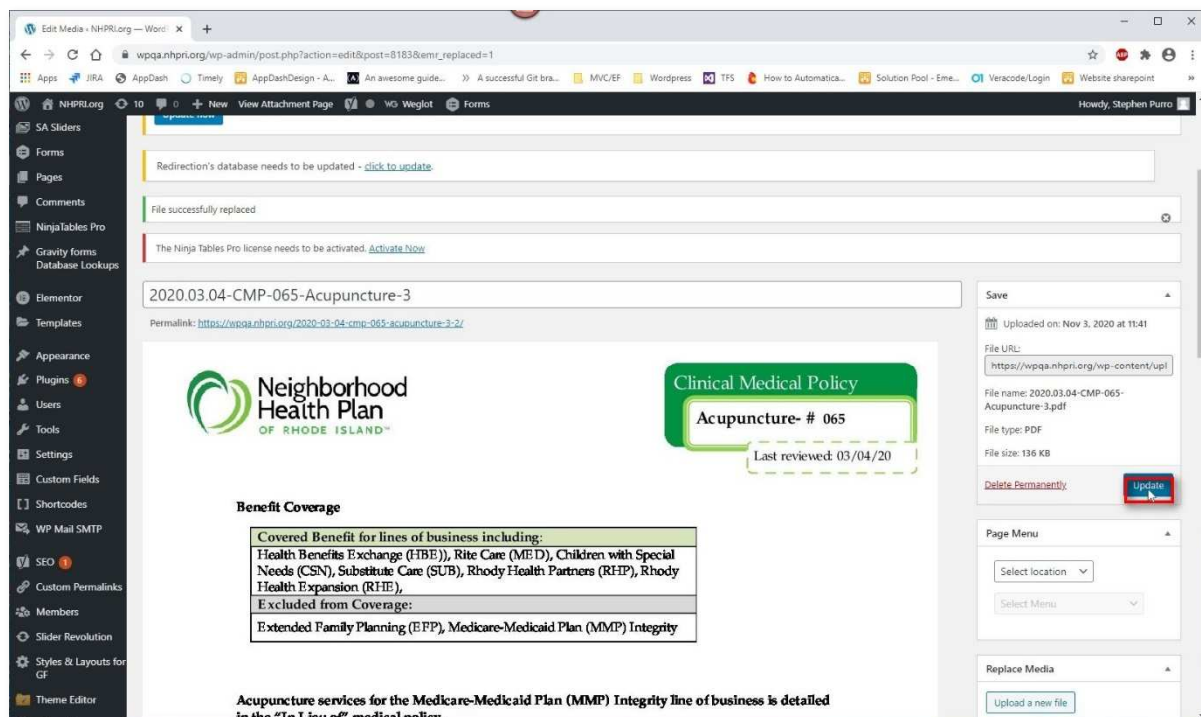 Edit Media ‹ NHPRI.org — Word
wpqa.nhpri.org/wp-admin/post.php?action=edit&post=8183&emr_replaced=1
Apps JIRA AppDash Timely AppDashDesign - A... An awesome guide... A successful Git bra... MVC/EF Wordpress TFS How to Automatica... Solution Pool - Eme... Veracode/Login Website sharepoint »
NHPRI.org 10 0 + New View Attachment Page WG Weglot Forms Howdy, Stephen Purro
SA Sliders
Forms
Pages
Comments
NinjaTables Pro
Gravity forms
Database Lookups
Elementor
Templates
Appearance
Plugins 6
Users
Tools
Settings
Custom Fields
[ ] Shortcodes
WP Mail SMTP
SEO 1
Custom Permalinks
Members
Slider Revolution
Styles & Layouts for
GF
Theme Editor
Update now
Redirection's database needs to be updated - click to update.
File successfully replaced
The Ninja Tables Pro license needs to be activated. Activate Now
2020.03.04-CMP-065-Acupuncture-3
Permalink: https://wpqa.nhpri.org/2020-03-04-cmp-065-acupuncture-3-2/
Neighborhood
Health Plan
OF RHODE ISLAND™
Clinical Medical Policy
Acupuncture- # 065
Last reviewed: 03/04/20
Benefit Coverage
Covered Benefit for lines of business including:
Health Benefits Exchange (HBE)), Rite Care (MED), Children with Special
Needs (CSN), Substitute Care (SUB), Rhody Health Partners (RHP), Rhody
Health Expansion (RHE),
Excluded from Coverage:
Extended Family Planning (EFP), Medicare-Medicaid Plan (MMP) Integrity
Acupuncture services for the Medicare-Medicaid Plan (MMP) Integrity line of business is detailed
in the "In Lieu of" medical policy
Save
Uploaded on: Nov 3, 2020 at 11:41
File URL:
https://wpqa.nhpri.org/wp-content/upl
File name: 2020.03.04-CMP-065-
Acupuncture-3.pdf
File type: PDF
File size: 136 KB
Delete Permanently
Update
Page Menu
Select location
Select Menu
Replace Media
Upload a new file